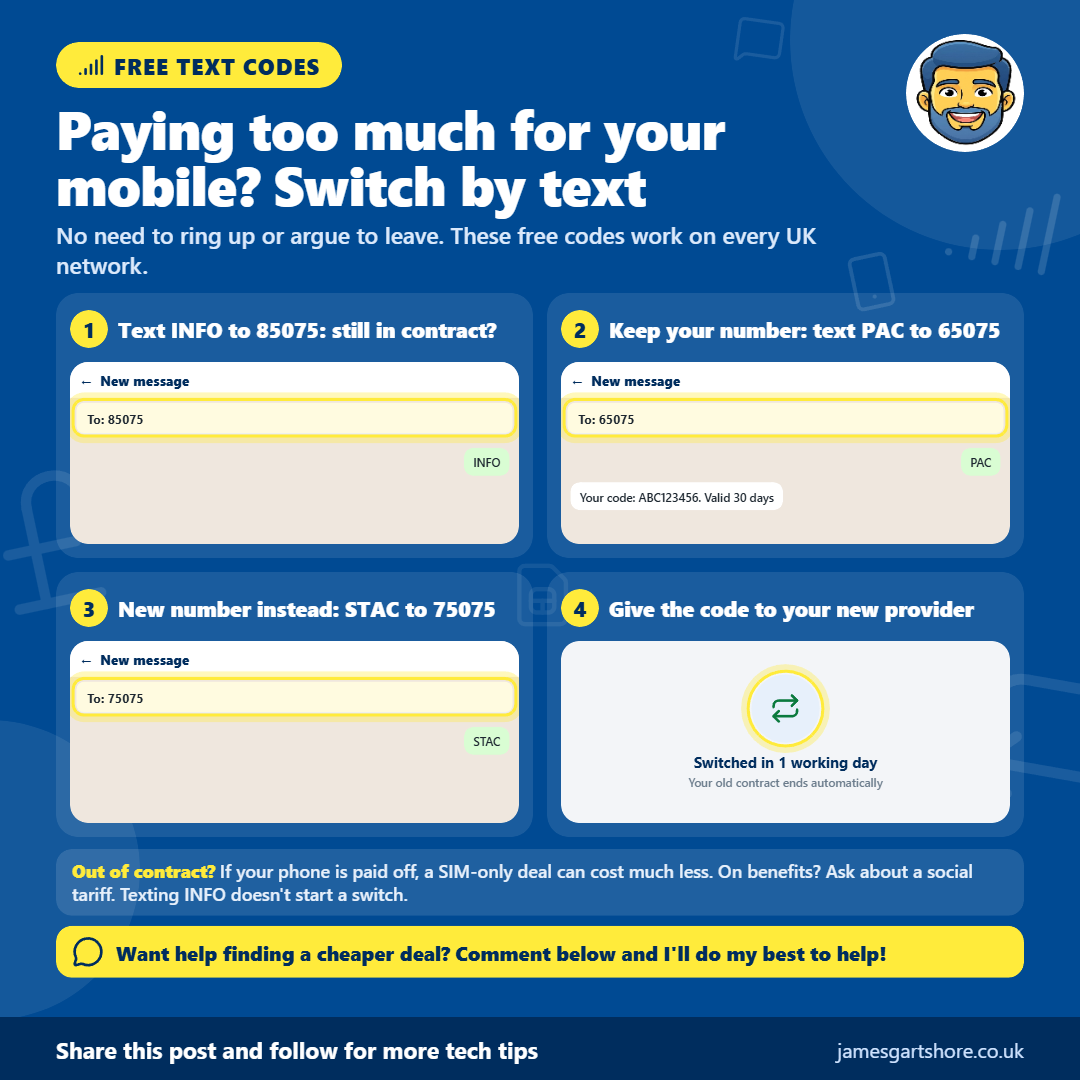 FREE TEXT CODES
Paying too much for your
mobile? Switch by text
No need to ring up or argue to leave. These free codes work on every UK
network.
1 Text INFO to 85075: still in contract?
← New message
To: 85075
INFO
2 Keep your number: text PAC to 65075
← New message
To: 65075
PAC
Your code: ABC123456. Valid 30 days
3 New number instead: STAC to 75075
← New message
To: 75075
STAC
4 Give the code to your new provider
Switched in 1 working day
Your old contract ends automatically
Out of contract? If your phone is paid off, a SIM-only deal can cost much less. On benefits? Ask about a social
tariff. Texting INFO doesn't start a switch.
Want help finding a cheaper deal? Comment below and I'll do my best to help!
Share this post and follow for more tech tips
jamesgartshore.co.uk